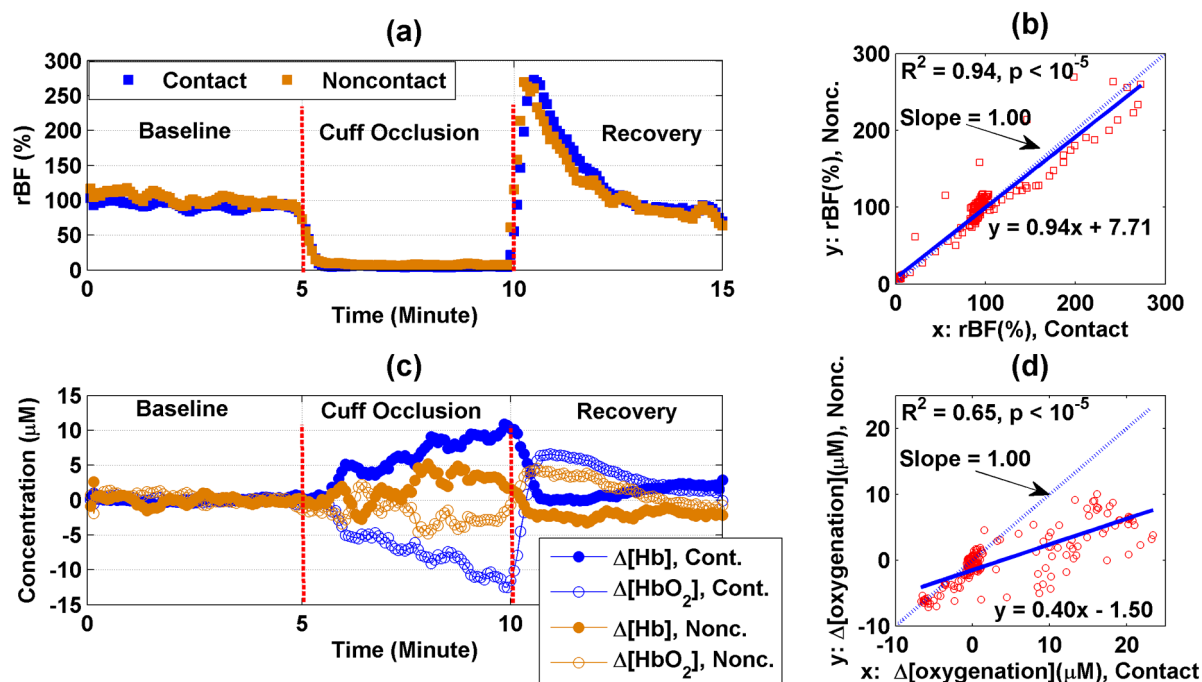 (a)
300
250
200
150
100
50
0
rBF (%)
Contact Noncontact
Baseline Cuff Occlusion Recovery
0 5 10 15
Time (Minute)
(b)
300
200
100
0
y: rBF(%), Nonc.
R² = 0.94, p < 10⁻⁵
Slope = 1.00
y = 0.94x + 7.71
0 100 200 300
x: rBF(%), Contact
(c)
15
10
5
0
-5
-10
-15
Concentration (μM)
Baseline Cuff Occlusion Recovery
Δ[Hb], Cont.
Δ[HbO₂], Cont.
Δ[Hb], Nonc.
Δ[HbO₂], Nonc.
0 5 10
Time (Minute)
(d)
20
10
0
-10
y: Δ[oxygenation](μM), Nonc.
R² = 0.65, p < 10⁻⁵
Slope = 1.00
y = 0.40x - 1.50
-10 0 10 20
x: Δ[oxygenation](μM), Contact